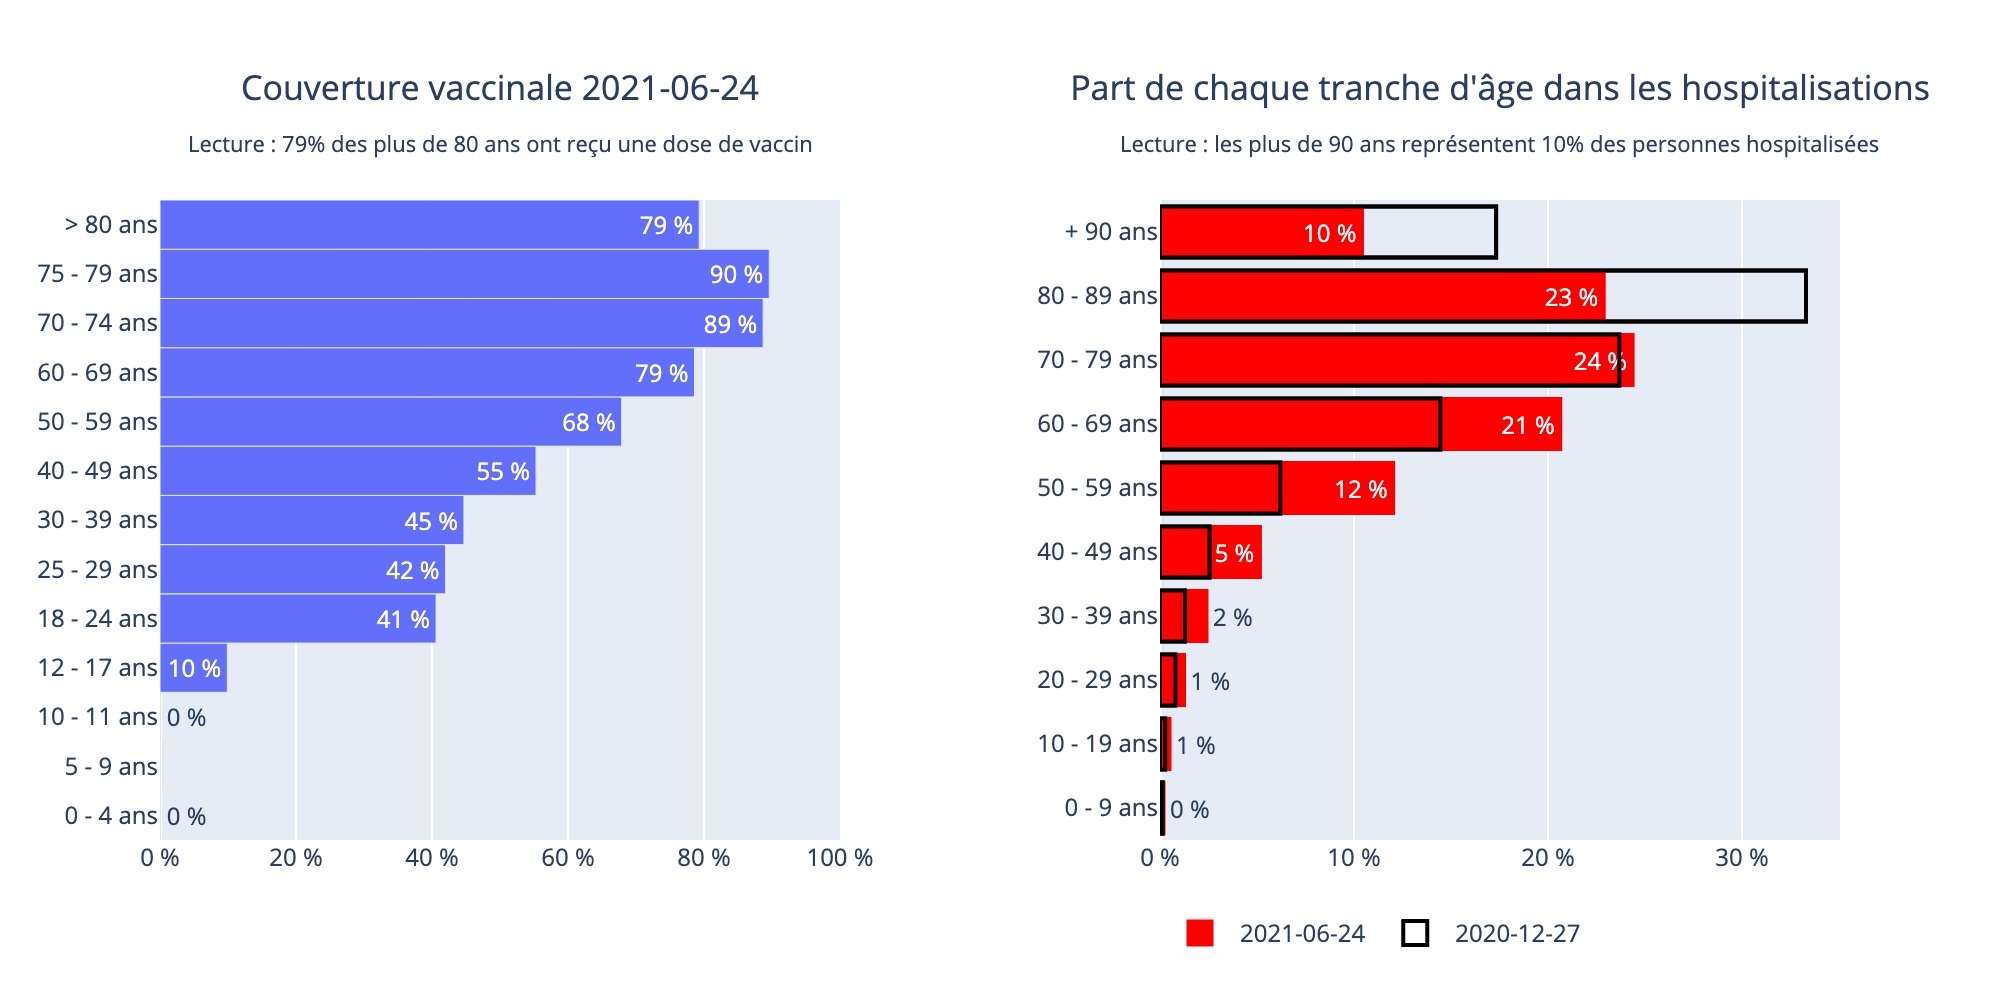 Couverture vaccinale 2021-06-24
Lecture : 79% des plus de 80 ans ont reçu une dose de vaccin
> 80 ans 79 %
75 - 79 ans 90 %
70 - 74 ans 89 %
60 - 69 ans 79 %
50 - 59 ans 68 %
40 - 49 ans 55 %
30 - 39 ans 45 %
25 - 29 ans 42 %
18 - 24 ans 41 %
12 - 17 ans 10 %
10 - 11 ans 0 %
5 - 9 ans
0 - 4 ans 0 %
0 % 20 % 40 % 60 % 80 % 100 %
Part de chaque tranche d'âge dans les hospitalisations
Lecture : les plus de 90 ans représentent 10% des personnes hospitalisées
+ 90 ans 10 %
80 - 89 ans 23 %
70 - 79 ans 24 %
60 - 69 ans 21 %
50 - 59 ans 12 %
40 - 49 ans 5 %
30 - 39 ans 2 %
20 - 29 ans 1 %
10 - 19 ans 1 %
0 - 9 ans 0 %
0 % 10 % 20 % 30 %
2021-06-24 2020-12-27